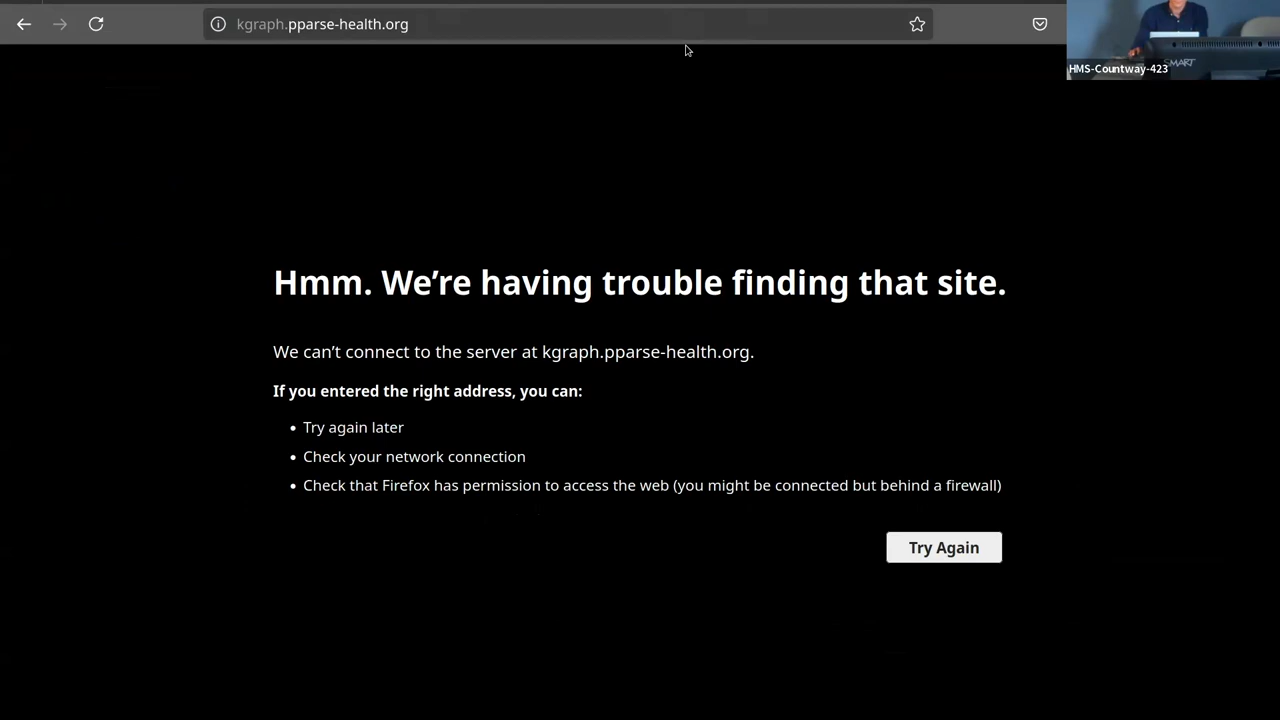 kgraph.pparse-health.org
SMART
HMS-Countway-423
Hmm. We’re having trouble finding that site.
We can’t connect to the server at kgraph.pparse-health.org.
If you entered the right address, you can:
• Try again later
• Check your network connection
• Check that Firefox has permission to access the web (you might be connected but behind a firewall)
Try Again